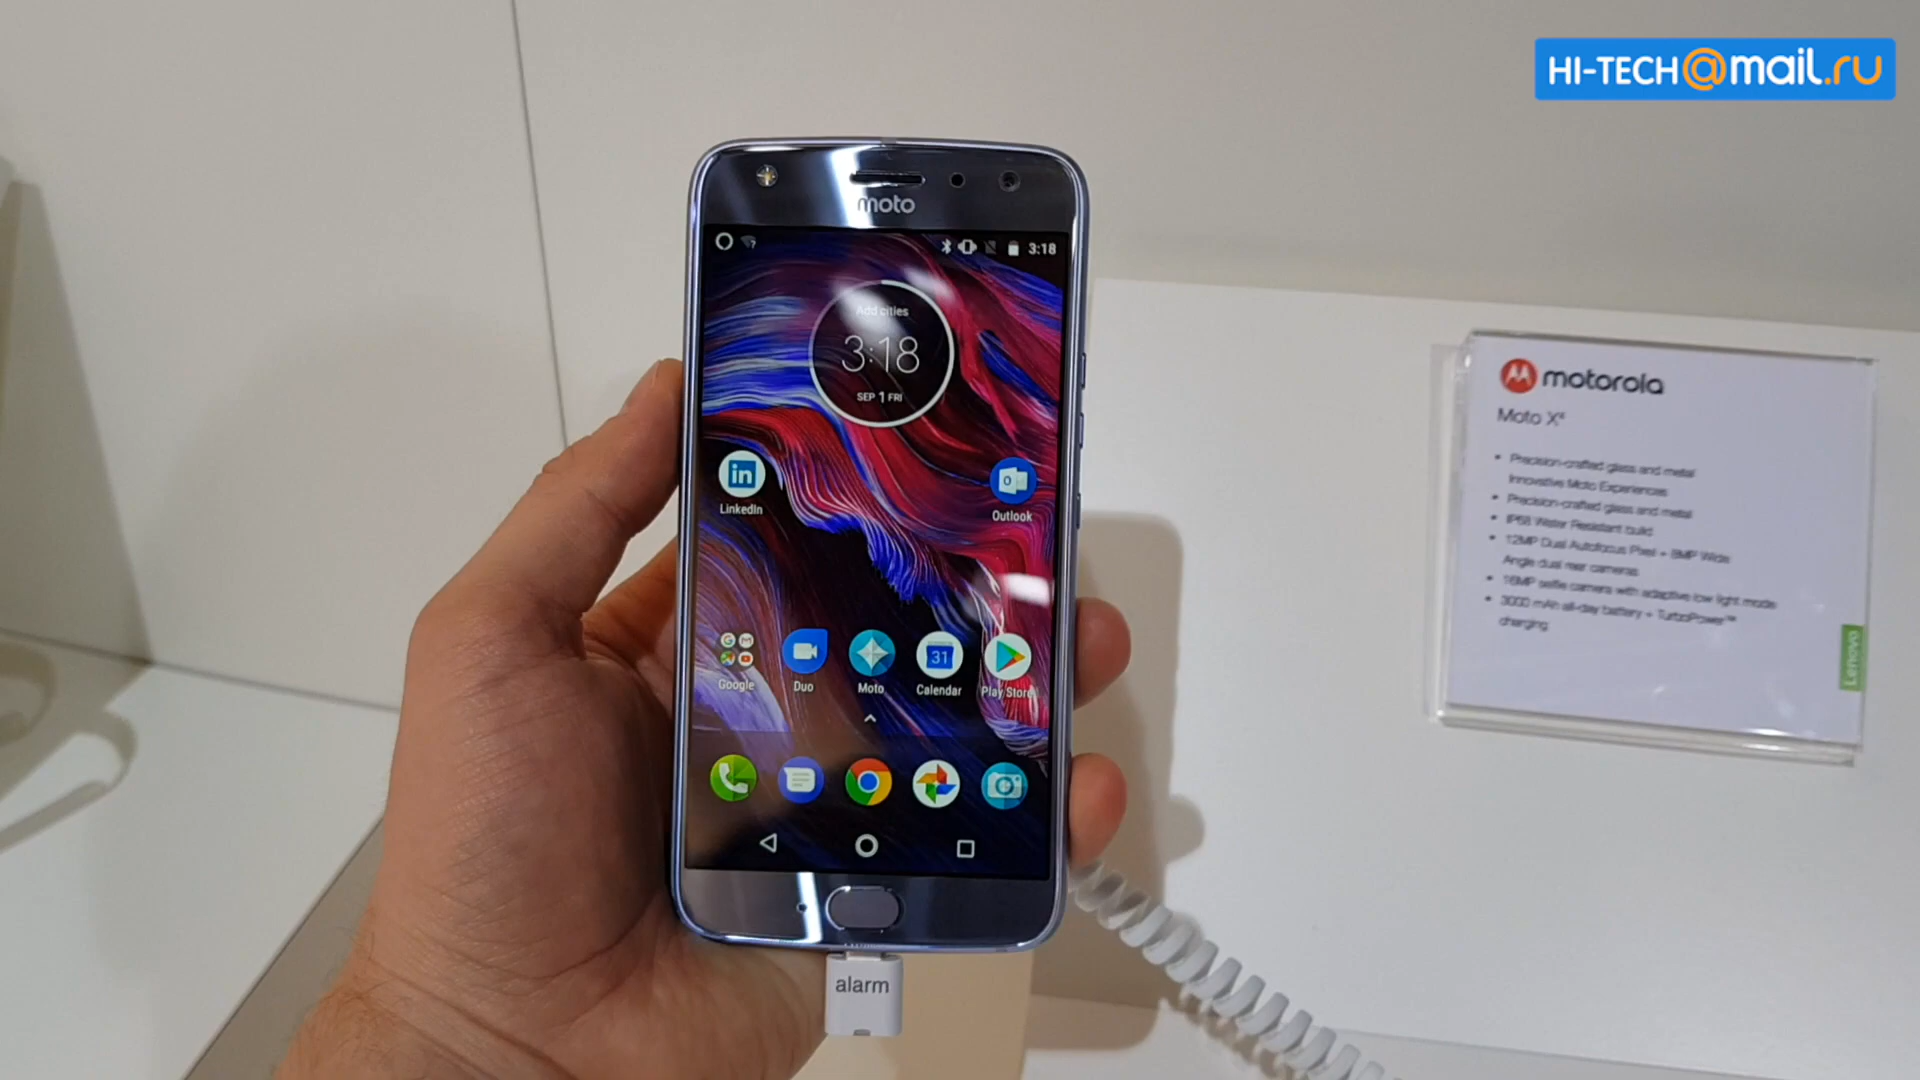 HI-TECH@mail.ru
moto
3:18
Add cities
3:18
SEP 1 FRI
LinkedIn
Outlook
Google
Duo
Moto
31
Calendar
Play Store
alarm
motorola
Moto X⁴
Precision-crafted glass and metal
Innovative Moto Experiences
Precision-crafted glass and metal
IP68 Water Resistant build
12MP Dual Autofocus Pixel + 8MP Wide
Angle dual rear cameras
16MP selfie camera with adaptive low light mode
3000 mAh all-day battery + TurboPower™
charging
Lenovo